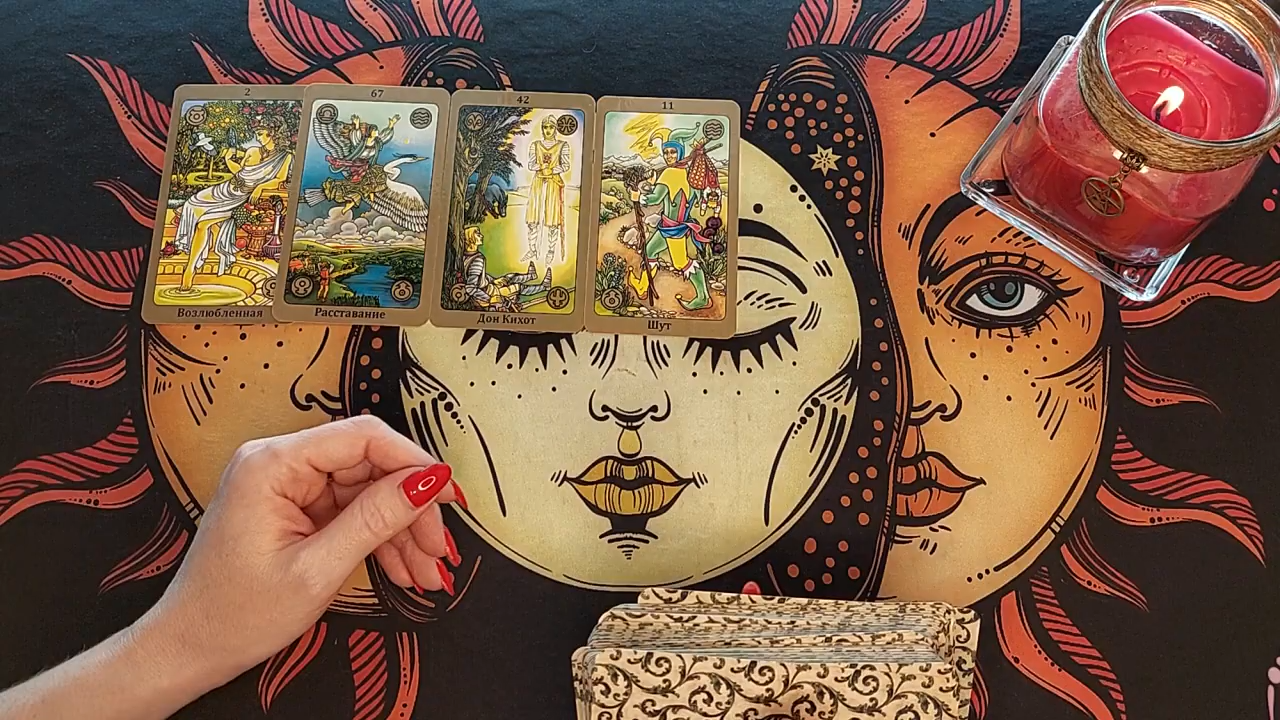 2
67
42
11
Возлюбленная
Расставание
Дон Кихот
Шут